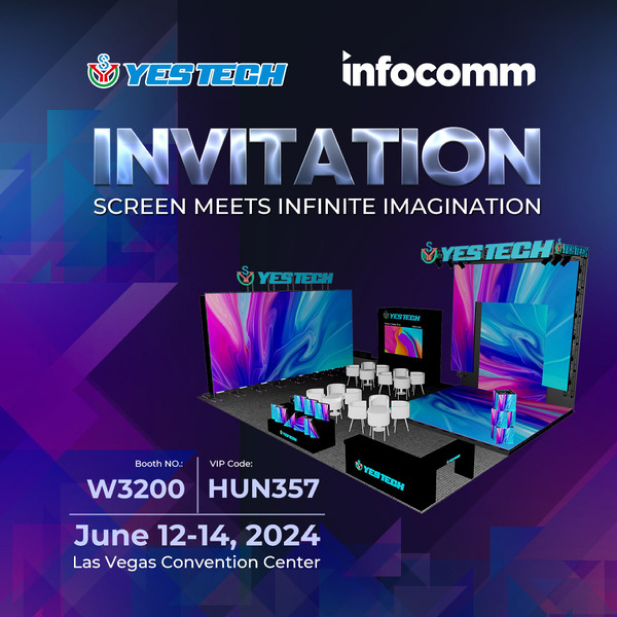 YESTECH infocomm
INVITATION
SCREEN MEETS INFINITE IMAGINATION
YESTECH
YESTECH
YESTECH
YESTECH
Booth NO.: VIP Code:
W3200 HUN357
June 12-14, 2024
Las Vegas Convention Center